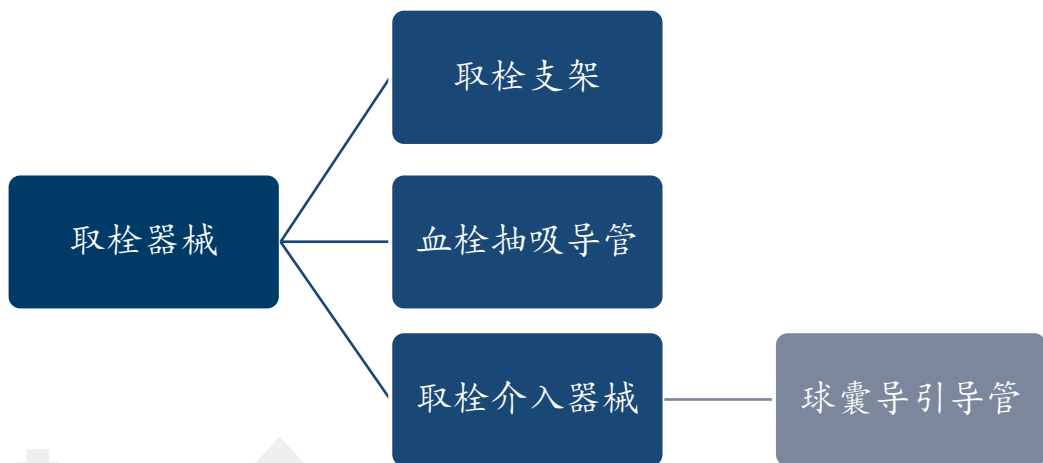 取栓支架
取栓器械
血栓抽吸导管
取栓介入器械
球囊导引导管